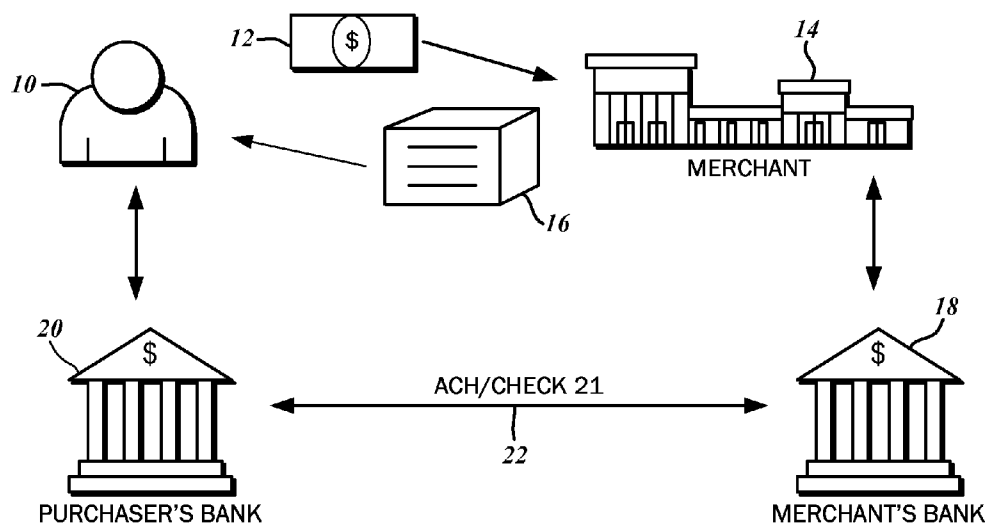 12
$
14
10
MERCHANT
16
20
$
18
$
ACH/CHECK 21
22
PURCHASER'S BANK
MERCHANT'S BANK